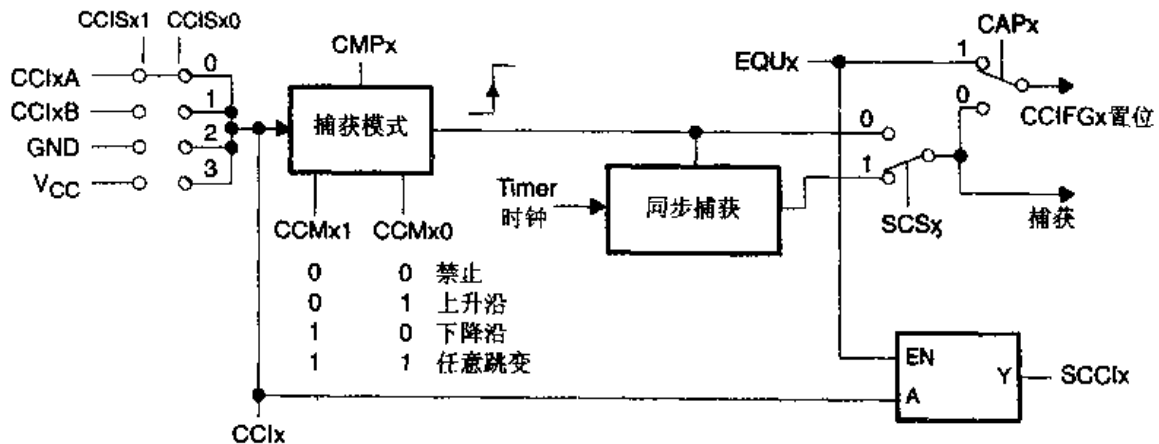 CCISx1 CCISx0
CCIxA
CCIxB
GND
VCC
0
1
2
3
CMPx
捕获模式
CCMx1 CCMx0
0 0 禁止
0 1 上升沿
1 0 下降沿
1 1 任意跳变
CCIx
Timer
时钟
同步捕获
EQUx
CAPx
1
0
CCIFGx置位
0
1
SCSx
捕获
EN
A
Y
SCCIx